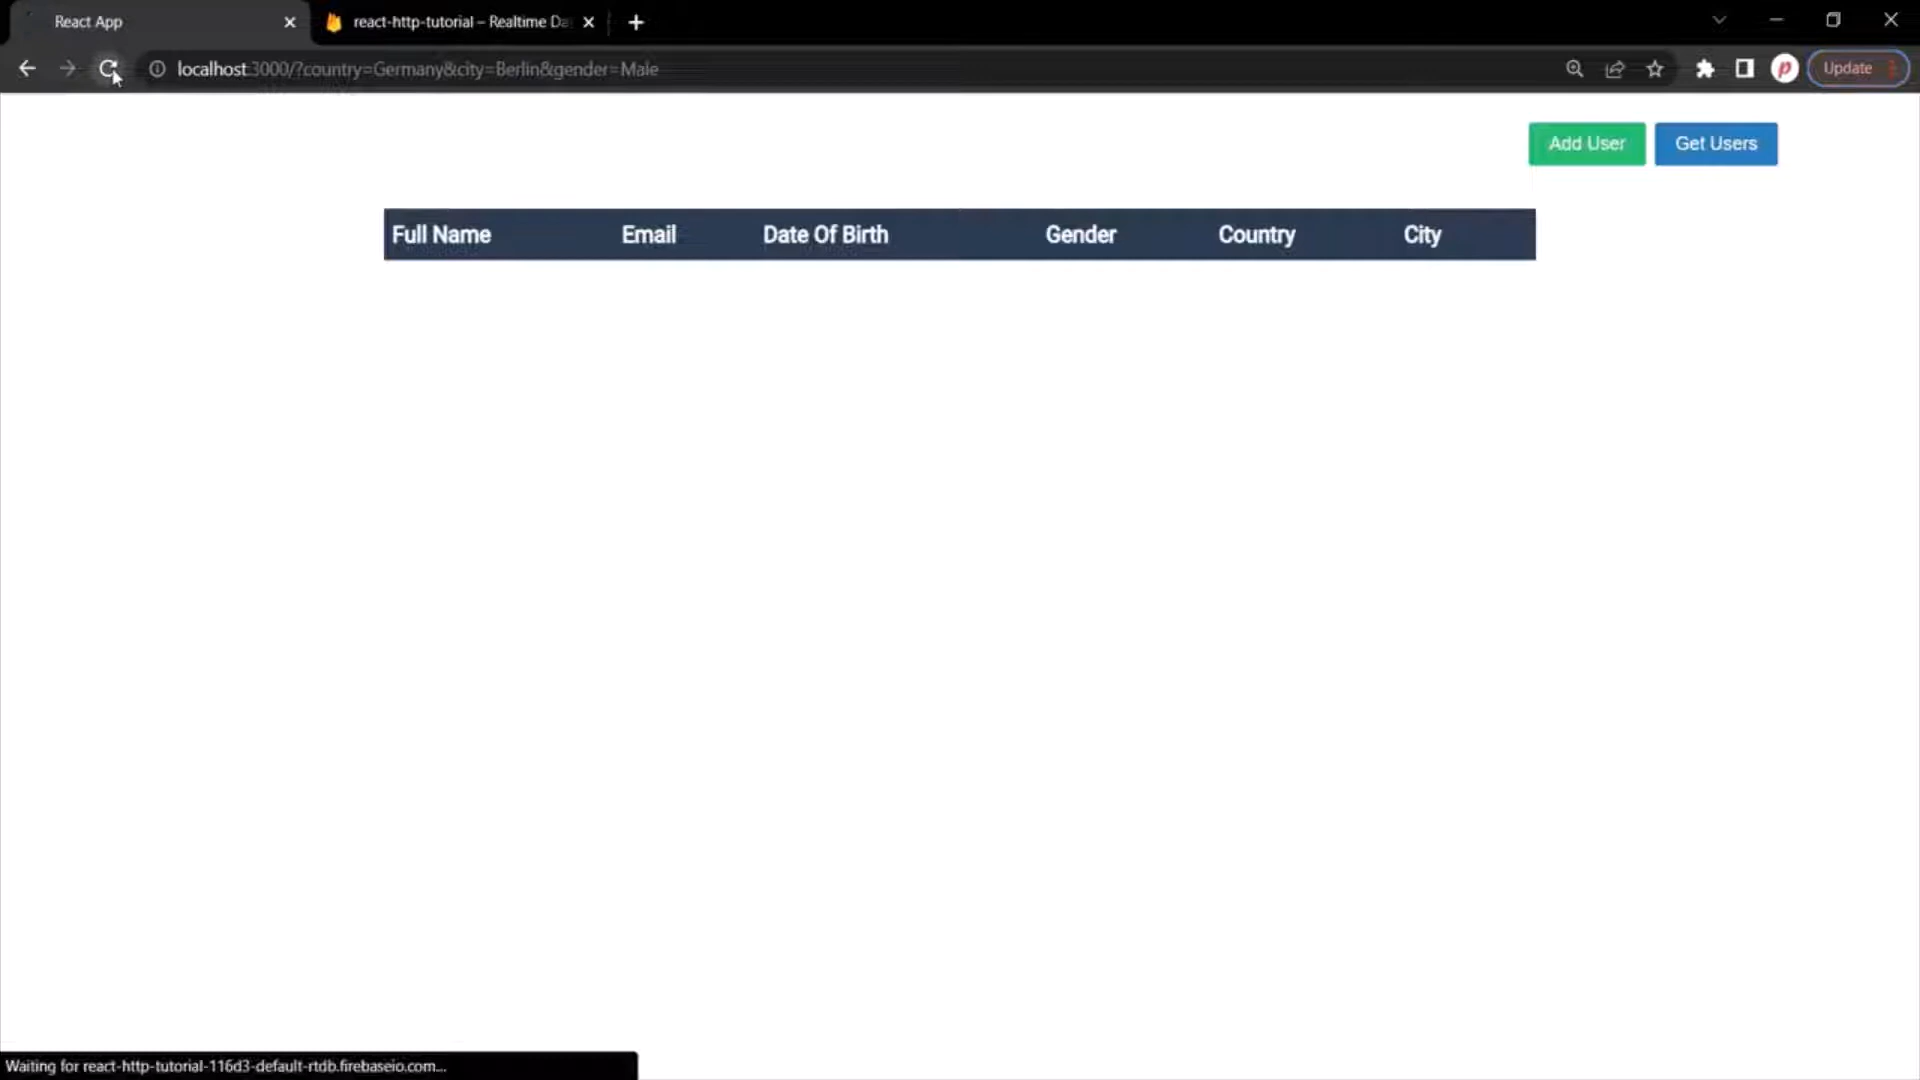 React App
react-http-tutorial – Realtime Da
localhost:3000/?country=Germany&city=Berlin&gender=Male
Update
Add User
Get Users
Full Name Email Date Of Birth Gender Country City
Waiting for react-http-tutorial-116d3-default-rtdb.firebaseio.com...